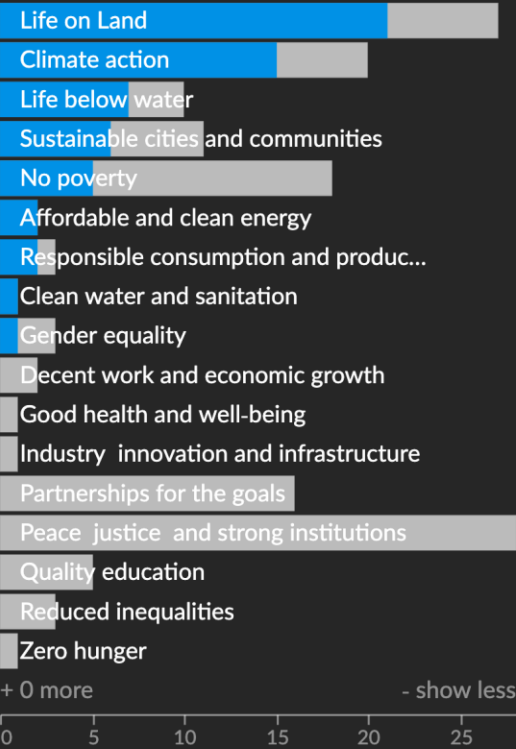 Life on Land
Climate action
Life below water
Sustainable cities and communities
No poverty
Affordable and clean energy
Responsible consumption and produc...
Clean water and sanitation
Gender equality
Decent work and economic growth
Good health and well-being
Industry  innovation and infrastructure
Partnerships for the goals
Peace  justice  and strong institutions
Quality education
Reduced inequalities
Zero hunger
+ 0 more - show less
0 5 10 15 20 25